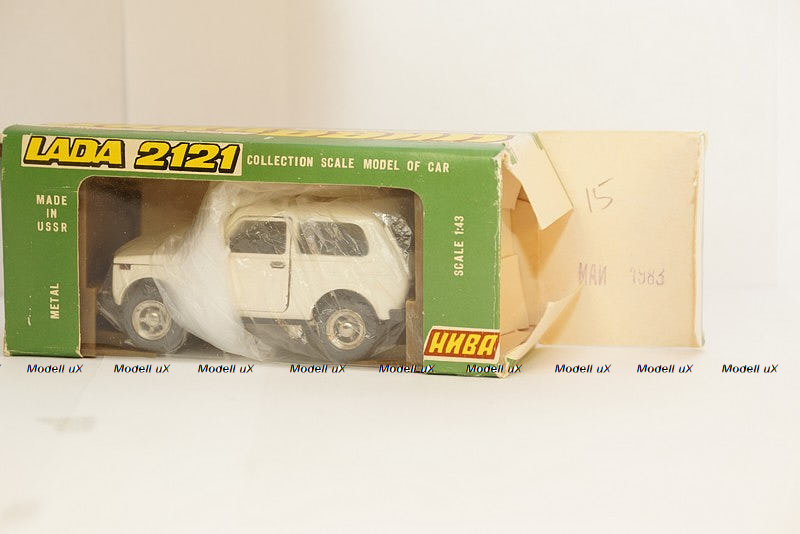 LADA 2121 COLLECTION SCALE MODEL OF CAR
MADE
IN
USSR
METAL
SCALE 1:43
НИВА
15
МАЙ 1983
Modell uX Modell uX Modell uX Modell uX Modell uX Modell uX Modell uX Modell uX Modell uX